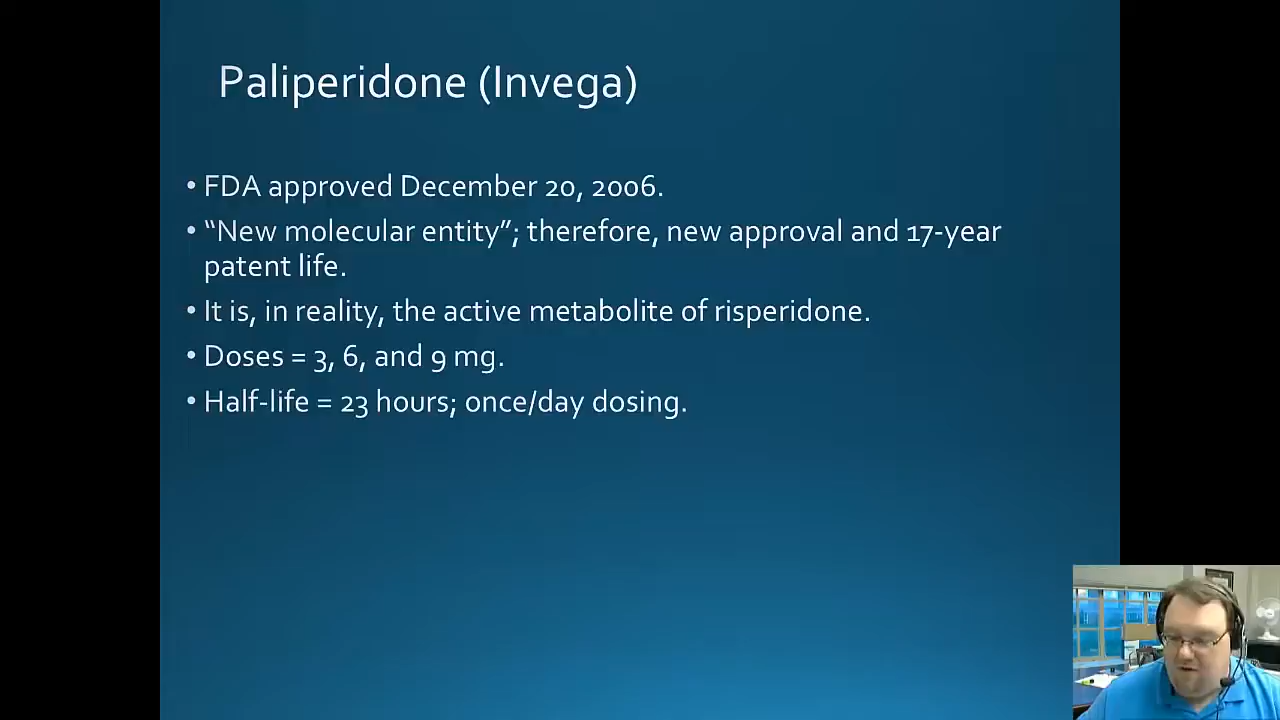 Paliperidone (Invega)
• FDA approved December 20, 2006.
• “New molecular entity”; therefore, new approval and 17-year
patent life.
• It is, in reality, the active metabolite of risperidone.
• Doses = 3, 6, and 9 mg.
• Half-life = 23 hours; once/day dosing.